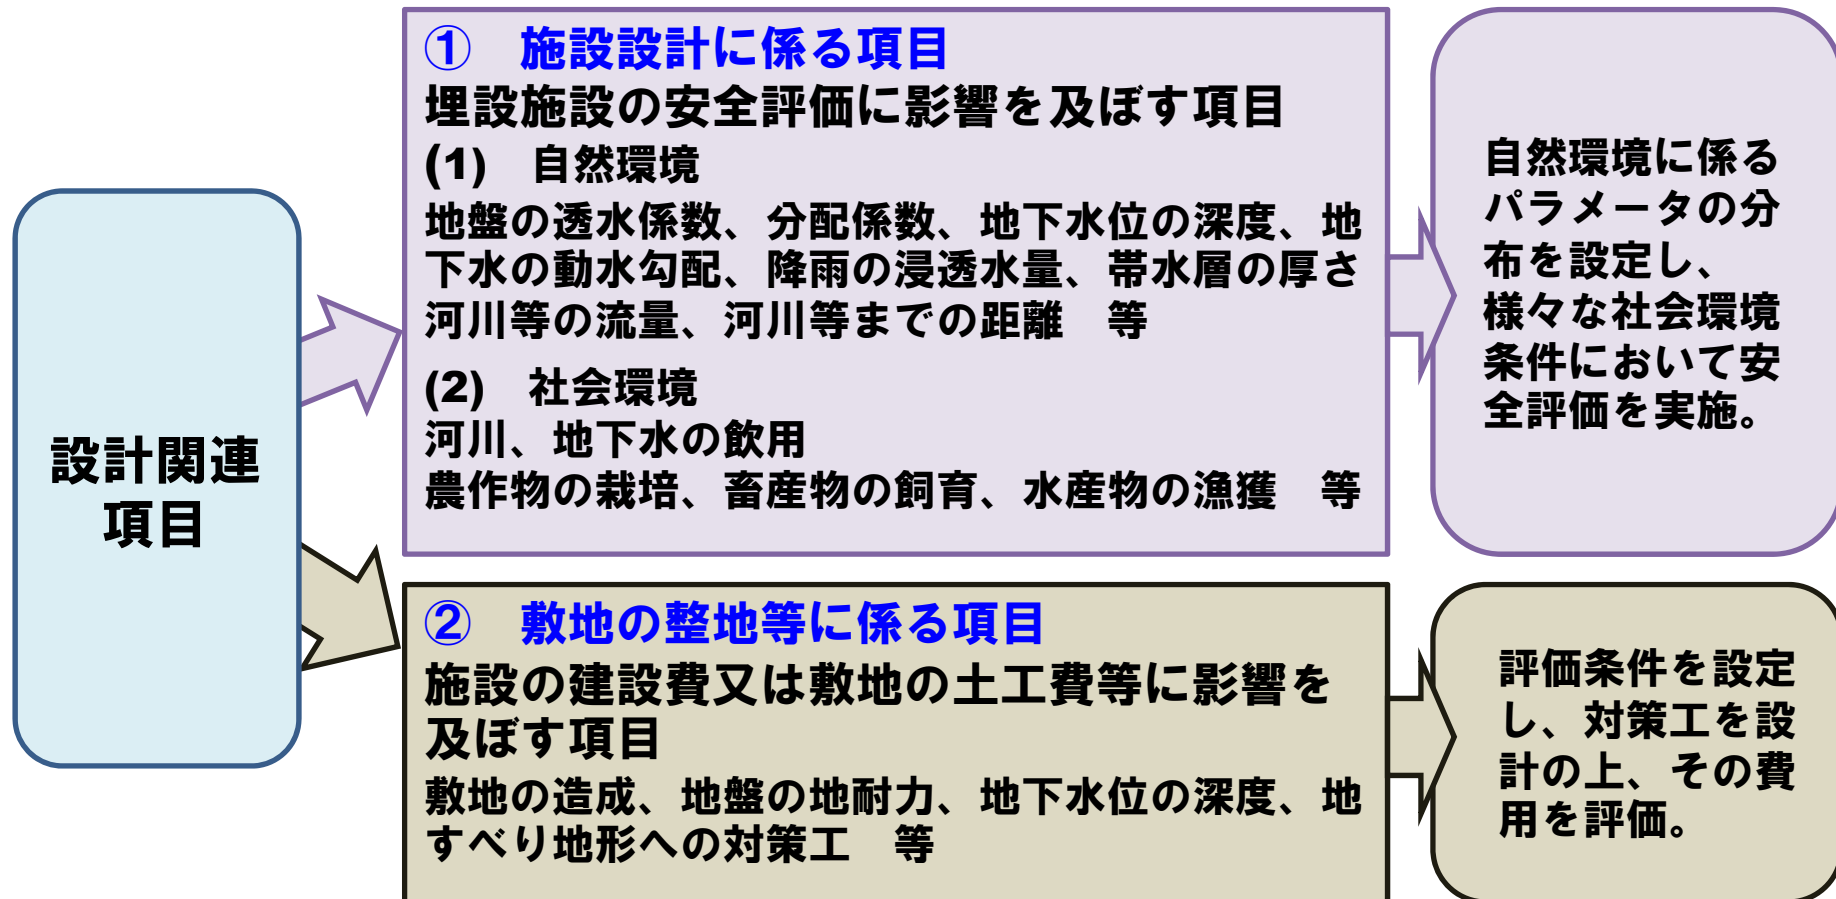 設計関連
項目
① 施設設計に係る項目
埋設施設の安全評価に影響を及ぼす項目
(1) 自然環境
地盤の透水係数、分配係数、地下水位の深度、地
下水の動水勾配、降雨の浸透水量、帯水層の厚さ
河川等の流量、河川等までの距離 等
(2) 社会環境
河川、地下水の飲用
農作物の栽培、畜産物の飼育、水産物の漁獲 等
自然環境に係る
パラメータの分
布を設定し、
様々な社会環境
条件において安
全評価を実施。
② 敷地の整地等に係る項目
施設の建設費又は敷地の土工費等に影響を
及ぼす項目
敷地の造成、地盤の地耐力、地下水位の深度、地
すべり地形への対策工 等
評価条件を設定
し、対策工を設
計の上、その費
用を評価。